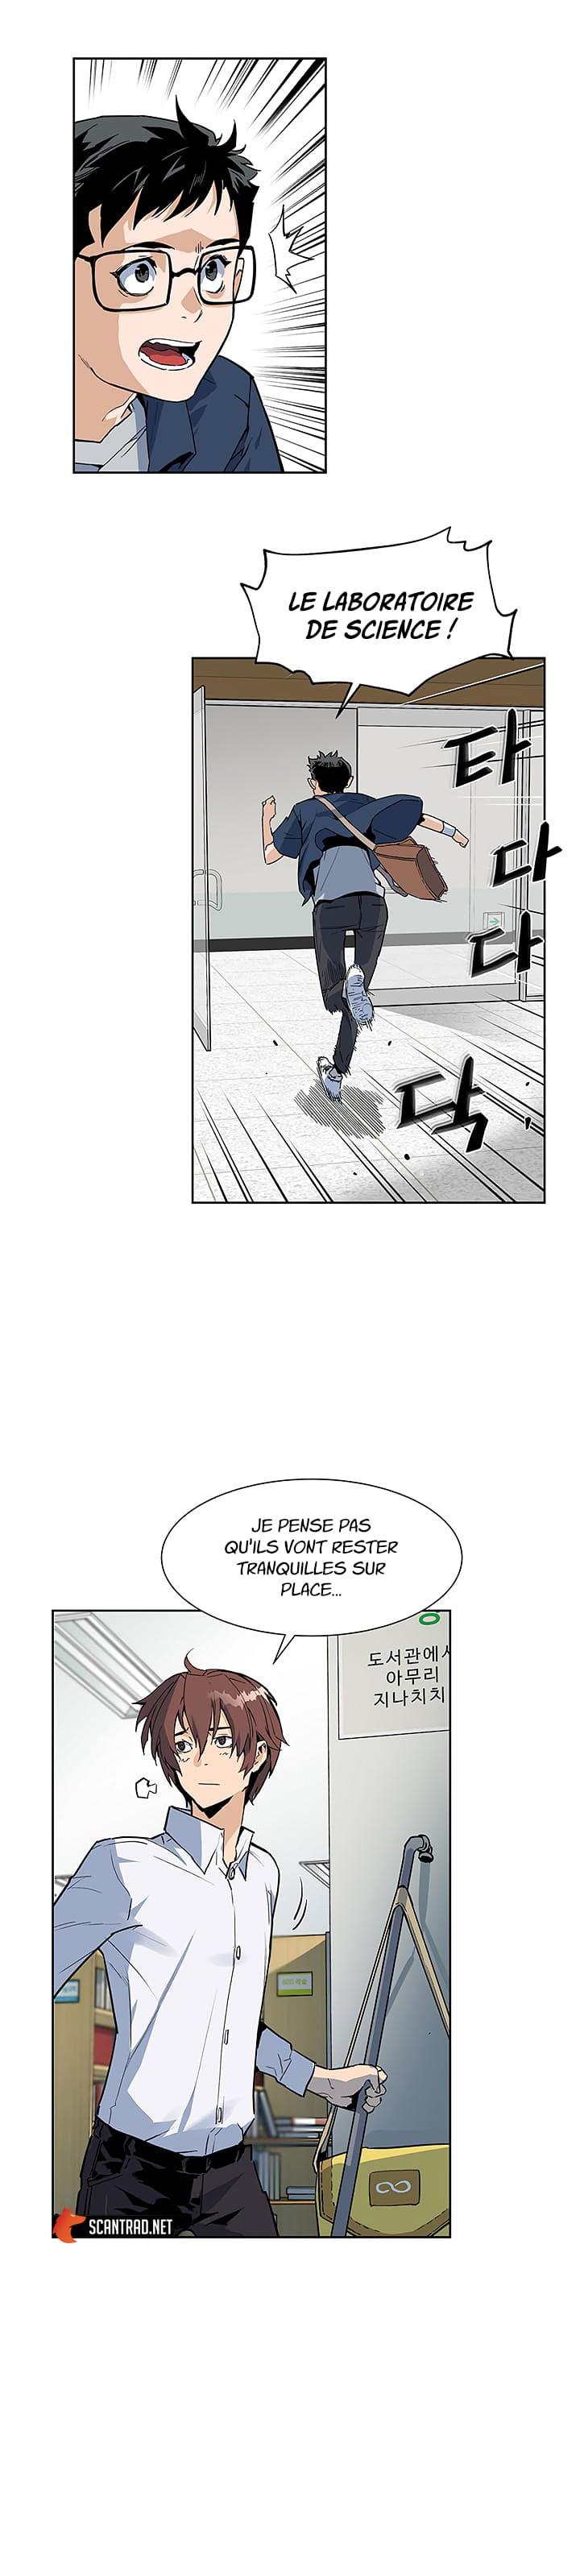 LE LABORATOIRE
DE SCIENCE !
타
다
다
닥
JE PENSE PAS
QU'ILS VONT RESTER
TRANQUILLES SUR
PLACE...
도서관에서
아무리
지나치치
SCANTRAD.NET